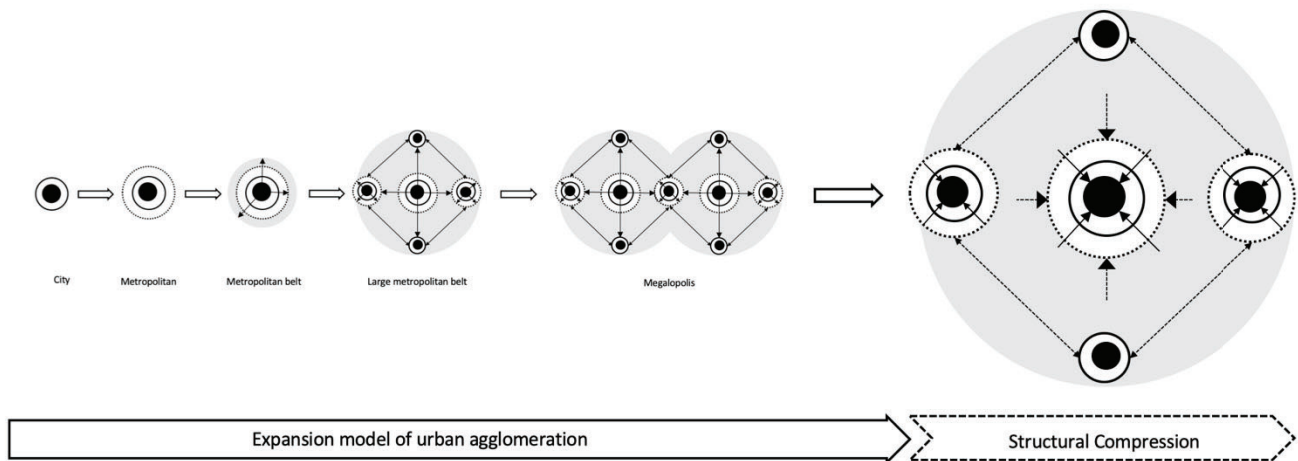 City
Metropolitan
Metropolitan belt
Large metropolitan belt
Megalopolis
Expansion model of urban agglomeration
Structural Compression